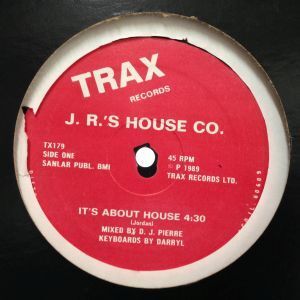 TRAX
RECORDS
J. R.'S HOUSE CO.
TX179
SIDE ONE
SANLAR PUBL. BMI
45 RPM
© P 1989
TRAX RECORDS LTD.
IT'S ABOUT HOUSE 4:30
(Jordan)
MIXED BY D. J. PIERRE
KEYBOARDS BY DARRYL